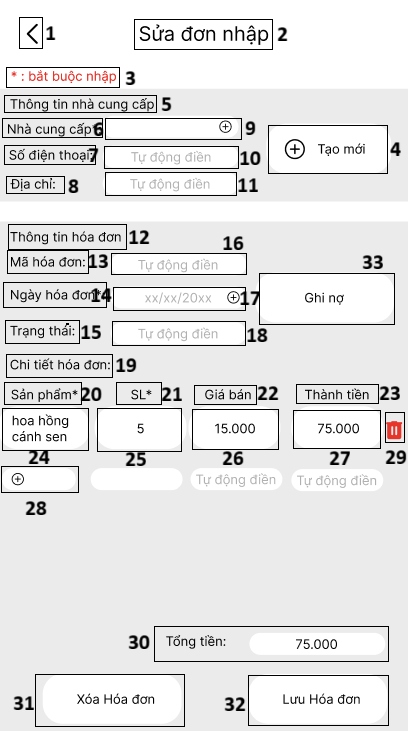 1
Sửa đơn nhập 2
* : bắt buộc nhập 3
Thông tin nhà cung cấp 5
Nhà cung cấp* 6 9
Số điện thoại: 7 Tự động điền 10
Tạo mới 4
Địa chỉ: 8 Tự động điền 11
Thông tin hóa đơn 12
16
Mã hóa đơn: 13 Tự động điền
33
Ngày hóa đơn* 14 xx/xx/20xx 17
Ghi nợ
Trạng thái: 15 Tự động điền 18
Chi tiết hóa đơn: 19
Sản phẩm* 20 SL* 21 Giá bán 22 Thành tiền 23
hoa hồng
cánh sen 5 15.000 75.000
24 25 26 27 29
Tự động điền Tự động điền
28
30 Tổng tiền: 75.000
31 Xóa Hóa đơn 32 Lưu Hóa đơn